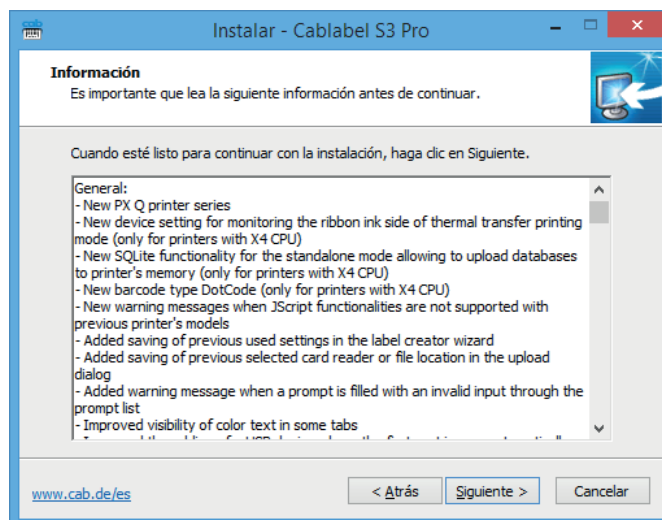 cab
Instalar - Cablabel S3 Pro
Información
Es importante que lea la siguiente información antes de continuar.
Cuando esté listo para continuar con la instalación, haga clic en Siguiente.
General:
- New PX Q printer series
- New device setting for monitoring the ribbon ink side of thermal transfer printing
mode (only for printers with X4 CPU)
- New SQLite functionality for the standalone mode allowing to upload databases
to printer's memory (only for printers with X4 CPU)
- New barcode type DotCode (only for printers with X4 CPU)
- New warning messages when JScript functionalities are not supported with
previous printer's models
- Added saving of previous used settings in the label creator wizard
- Added saving of previous selected card reader or file location in the upload
dialog
- Added warning message when a prompt is filled with an invalid input through the
prompt list
- Improved visibility of color text in some tabs
www.cab.de/es
< Atrás
Siguiente >
Cancelar